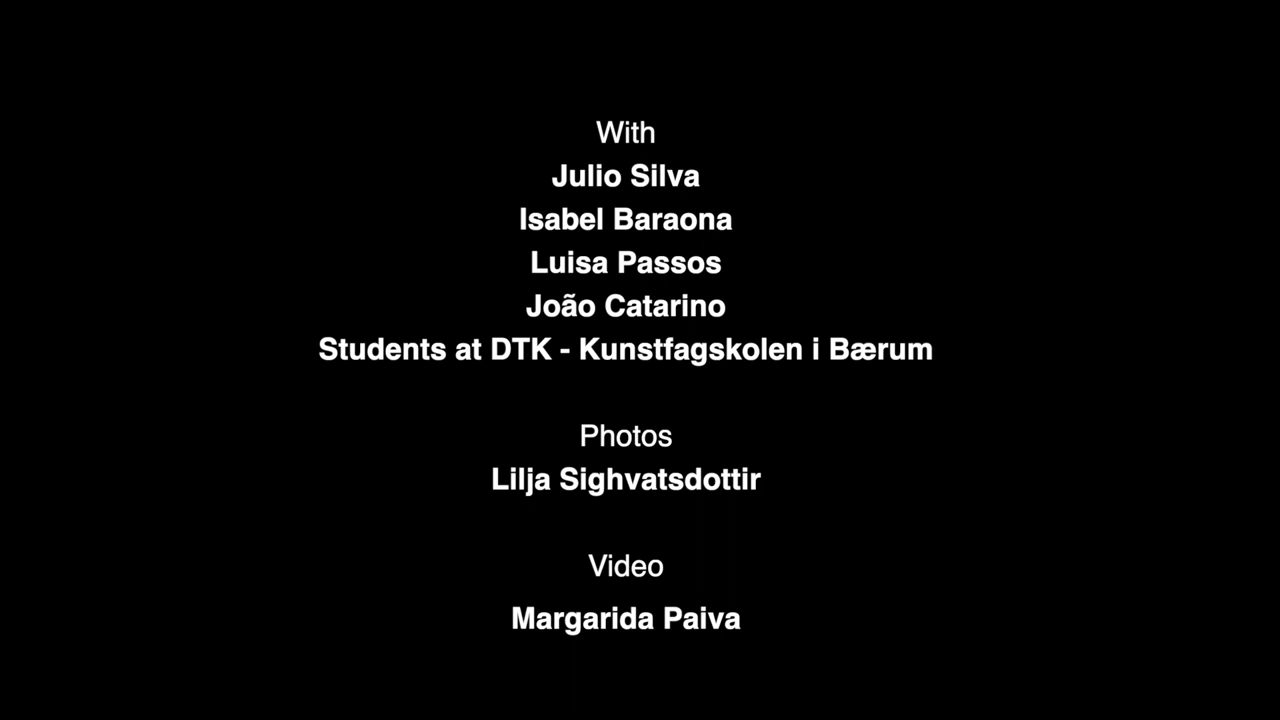 With
Julio Silva
Isabel Baraona
Luisa Passos
João Catarino
Students at DTK - Kunstfagskolen i Bærum
Photos
Lilja Sighvatsdottir
Video
Margarida Paiva